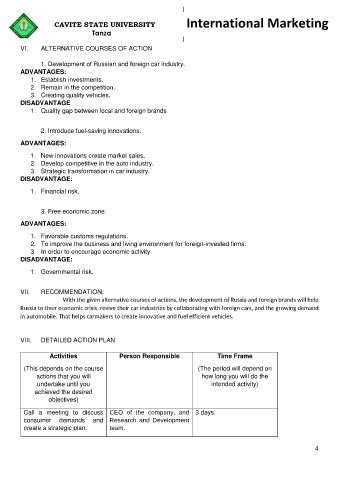 CAVITE STATE UNIVERSITY
Tanza
International Marketing
VI. ALTERNATIVE COURSES OF ACTION
1. Development of Russian and foreign car industry.
ADVANTAGES:
1. Establish investments.
2. Remain in the competition.
3. Creating quality vehicles.
DISADVANTAGE
1. Quality gap between local and foreign brands
2. Introduce fuel-saving innovations.
ADVANTAGES:
1. New innovations create market sales.
2. Develop competitive in the auto industry.
3. Strategic transformation in car industry.
DISADVANTAGE:
1. Financial risk.
3. Free economic zone.
ADVANTAGES:
1. Favorable customs regulations.
2. To improve the business and living environment for foreign-invested firms.
3. In order to encourage economic activity.
DISADVANTAGE:
1. Governmental risk.
VII. RECOMMENDATION:
With the given alternative courses of actions, the development of Russia and foreign brands will help
Russia to their economic crisis, revive their car industries by collaborating with foreign cars, and the growing demand
in automobile. That helps carmakers to create innovative and fuel efficient vehicles.
VIII. DETAILED ACTION PLAN
Activities
(This depends on the course
actions that you will
undertake until you
achieved the desired
objectives)
Person Responsible
Time Frame
(The period will depend on
how long you will do the
intended activity)
Call a meeting to discuss
consumer demands and
create a strategic plan.
CEO of the company, and
Research and Development
team.
3 days.
4